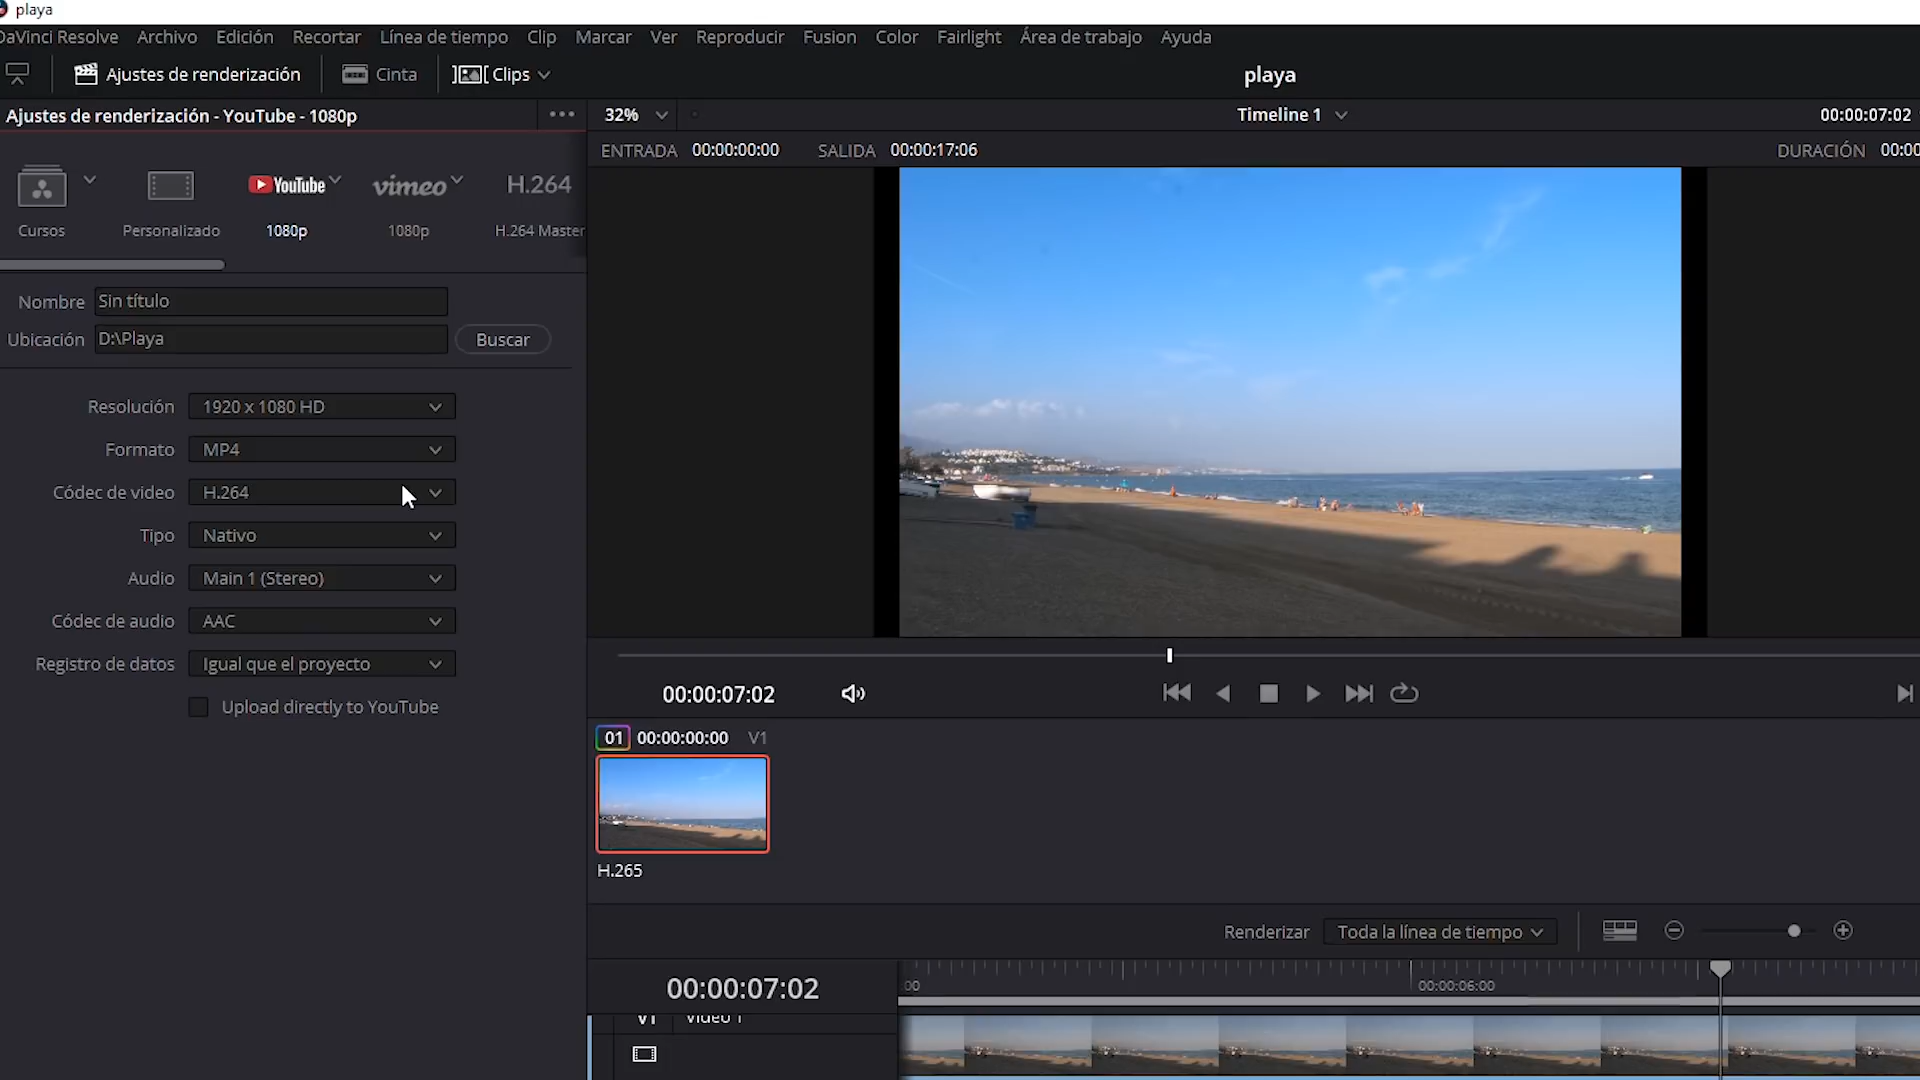 playa
DaVinci Resolve Archivo Edición Recortar Línea de tiempo Clip Marcar Ver Reproducir Fusion Color Fairlight Área de trabajo Ayuda
Ajustes de renderización Cinta Clips playa
Ajustes de renderización - YouTube - 1080p 32% Timeline 1 00:00:07:02
ENTRADA 00:00:00:00 SALIDA 00:00:17:06 DURACIÓN 00:00
YouTube vimeo H.264
Cursos Personalizado 1080p 1080p H.264 Master
Nombre Sin título
Ubicación D:\Playa Buscar
Resolución 1920 x 1080 HD
Formato MP4
Códec de video H.264
Tipo Nativo
Audio Main 1 (Stereo)
Códec de audio AAC
Registro de datos Igual que el proyecto
Upload directly to YouTube
00:00:07:02
01 00:00:00:00 V1
H.265
Renderizar Toda la línea de tiempo
00:00:07:02 00 00:00:06:00
V1 Video 1